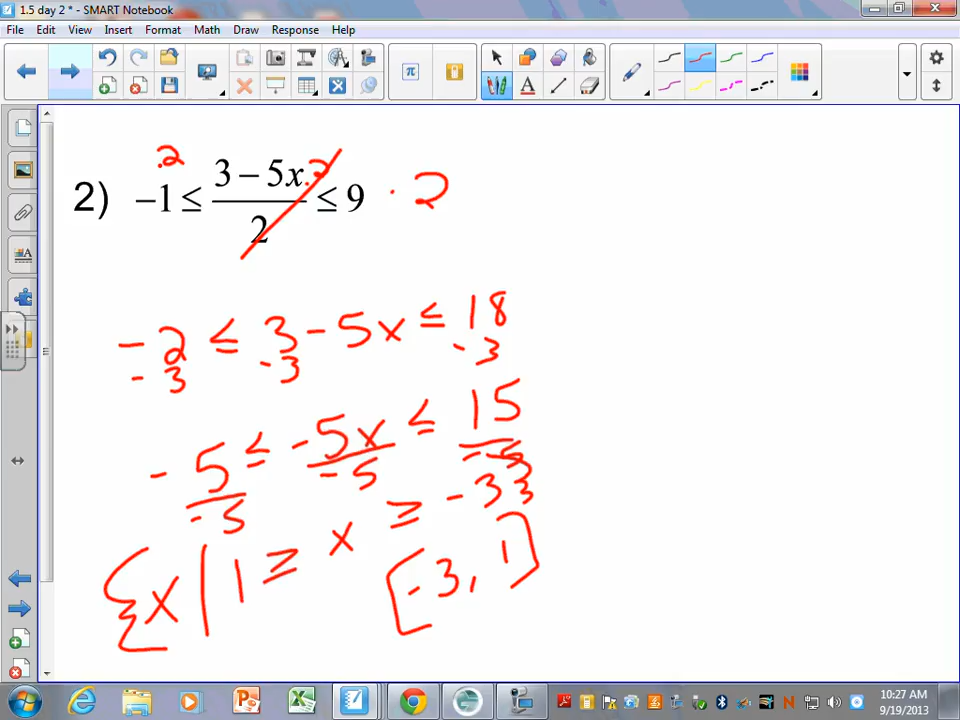 1.5 day 2 * - SMART Notebook
File Edit View Insert Format Math Draw Response Help
.2
2) −1 ≤ (3 − 5x)/2 .2 ≤ 9 · 2
-2 ≤ 3 - 5x ≤ 18
-3 -3 -3
-5 ≤ -5x ≤ 15
-5 -5 -5
{x | 1 ≥ x ≥ -3
[-3, 1]
10:27 AM
9/19/2013